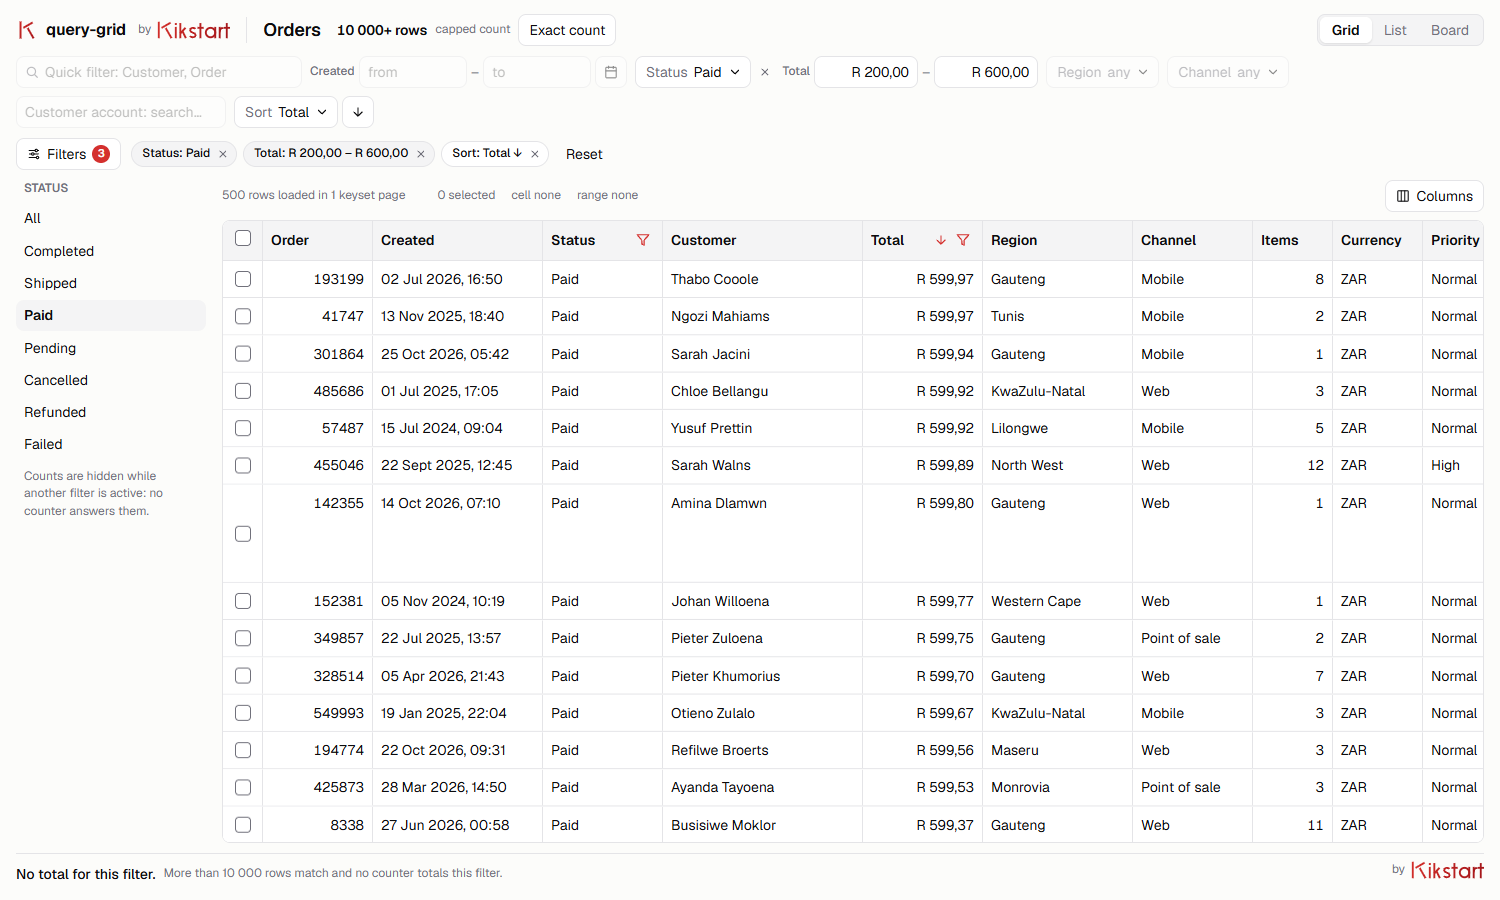 query-grid by Kikstart Orders 10 000+ rows capped count Exact count Grid List Board
Quick filter: Customer, Order Created from – to Status Paid × Total R 200,00 – R 600,00 Region any Channel any
Customer account: search... Sort Total ↓
Filters 3 Status: Paid × Total: R 200,00 – R 600,00 × Sort: Total ↓ × Reset
STATUS
All
Completed
Shipped
Paid
Pending
Cancelled
Refunded
Failed
Counts are hidden while
another filter is active: no
counter answers them.
500 rows loaded in 1 keyset page 0 selected cell none range none Columns
Order Created Status Customer Total ↓ Region Channel Items Currency Priority
193199 02 Jul 2026, 16:50 Paid Thabo Cooole R 599,97 Gauteng Mobile 8 ZAR Normal
41747 13 Nov 2025, 18:40 Paid Ngozi Mahiams R 599,97 Tunis Mobile 2 ZAR Normal
301864 25 Oct 2026, 05:42 Paid Sarah Jacini R 599,94 Gauteng Mobile 1 ZAR Normal
485686 01 Jul 2025, 17:05 Paid Chloe Bellangu R 599,92 KwaZulu-Natal Web 3 ZAR Normal
57487 15 Jul 2024, 09:04 Paid Yusuf Prettin R 599,92 Lilongwe Mobile 5 ZAR Normal
455046 22 Sept 2025, 12:45 Paid Sarah Walns R 599,89 North West Web 12 ZAR High
142355 14 Oct 2026, 07:10 Paid Amina Dlamwn R 599,80 Gauteng Web 1 ZAR Normal
152381 05 Nov 2024, 10:19 Paid Johan Willoena R 599,77 Western Cape Web 1 ZAR Normal
349857 22 Jul 2025, 13:57 Paid Pieter Zuloena R 599,75 Gauteng Point of sale 2 ZAR Normal
328514 05 Apr 2026, 21:43 Paid Pieter Khumorius R 599,70 Gauteng Web 7 ZAR Normal
549993 19 Jan 2025, 22:04 Paid Otieno Zulalo R 599,67 KwaZulu-Natal Mobile 3 ZAR Normal
194774 22 Oct 2026, 09:31 Paid Refilwe Broerts R 599,56 Maseru Web 3 ZAR Normal
425873 28 Mar 2026, 14:50 Paid Ayanda Tayoena R 599,53 Monrovia Point of sale 3 ZAR Normal
8338 27 Jun 2026, 00:58 Paid Busisiwe Moklor R 599,37 Gauteng Web 11 ZAR Normal
No total for this filter. More than 10 000 rows match and no counter totals this filter. by Kikstart